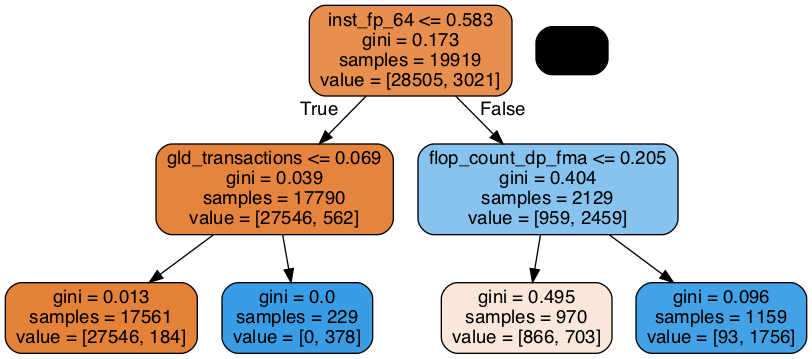 inst_fp_64 <= 0.583
gini = 0.173
samples = 19919
value = [28505, 3021]
True
False
gld_transactions <= 0.069
gini = 0.039
samples = 17790
value = [27546, 562]
flop_count_dp_fma <= 0.205
gini = 0.404
samples = 2129
value = [959, 2459]
gini = 0.013
samples = 17561
value = [27546, 184]
gini = 0.0
samples = 229
value = [0, 378]
gini = 0.495
samples = 970
value = [866, 703]
gini = 0.096
samples = 1159
value = [93, 1756]